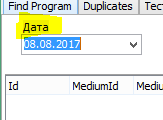 Find Program Duplicates
Дата
08.08.2017
Id MediumId